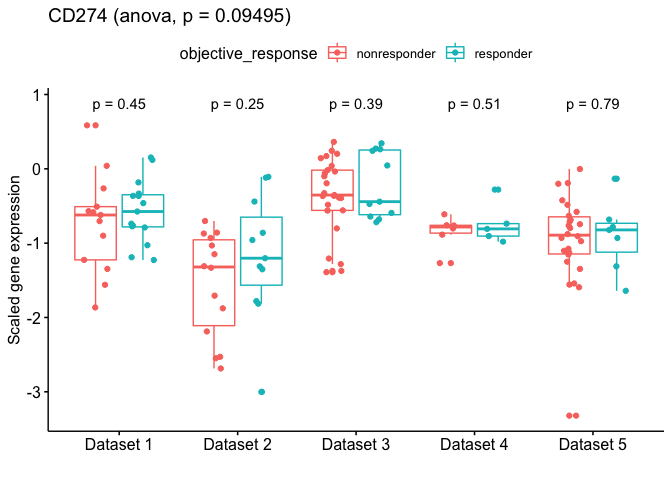 CD274 (anova, p = 0.09495)
objective_response nonresponder responder
Scaled gene expression
1
0
-1
-2
-3
p = 0.45 p = 0.25 p = 0.39 p = 0.51 p = 0.79
Dataset 1 Dataset 2 Dataset 3 Dataset 4 Dataset 5